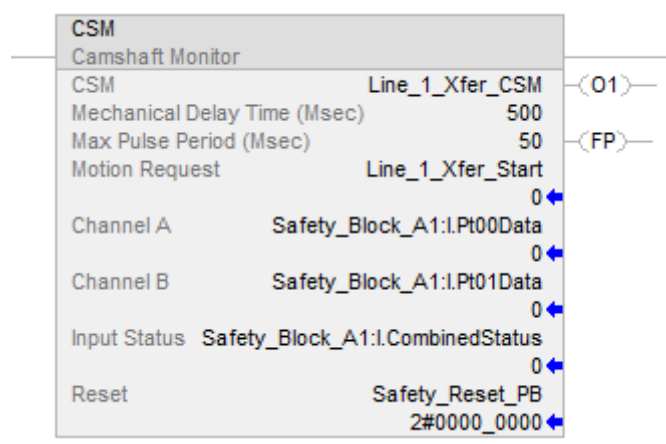 CSM
Camshaft Monitor
CSM Line_1_Xfer_CSM (O1)
Mechanical Delay Time (Msec) 500
Max Pulse Period (Msec) 50 (FP)
Motion Request Line_1_Xfer_Start
0
Channel A Safety_Block_A1:I.Pt00Data
0
Channel B Safety_Block_A1:I.Pt01Data
0
Input Status Safety_Block_A1:I.CombinedStatus
0
Reset Safety_Reset_PB
2#0000_0000